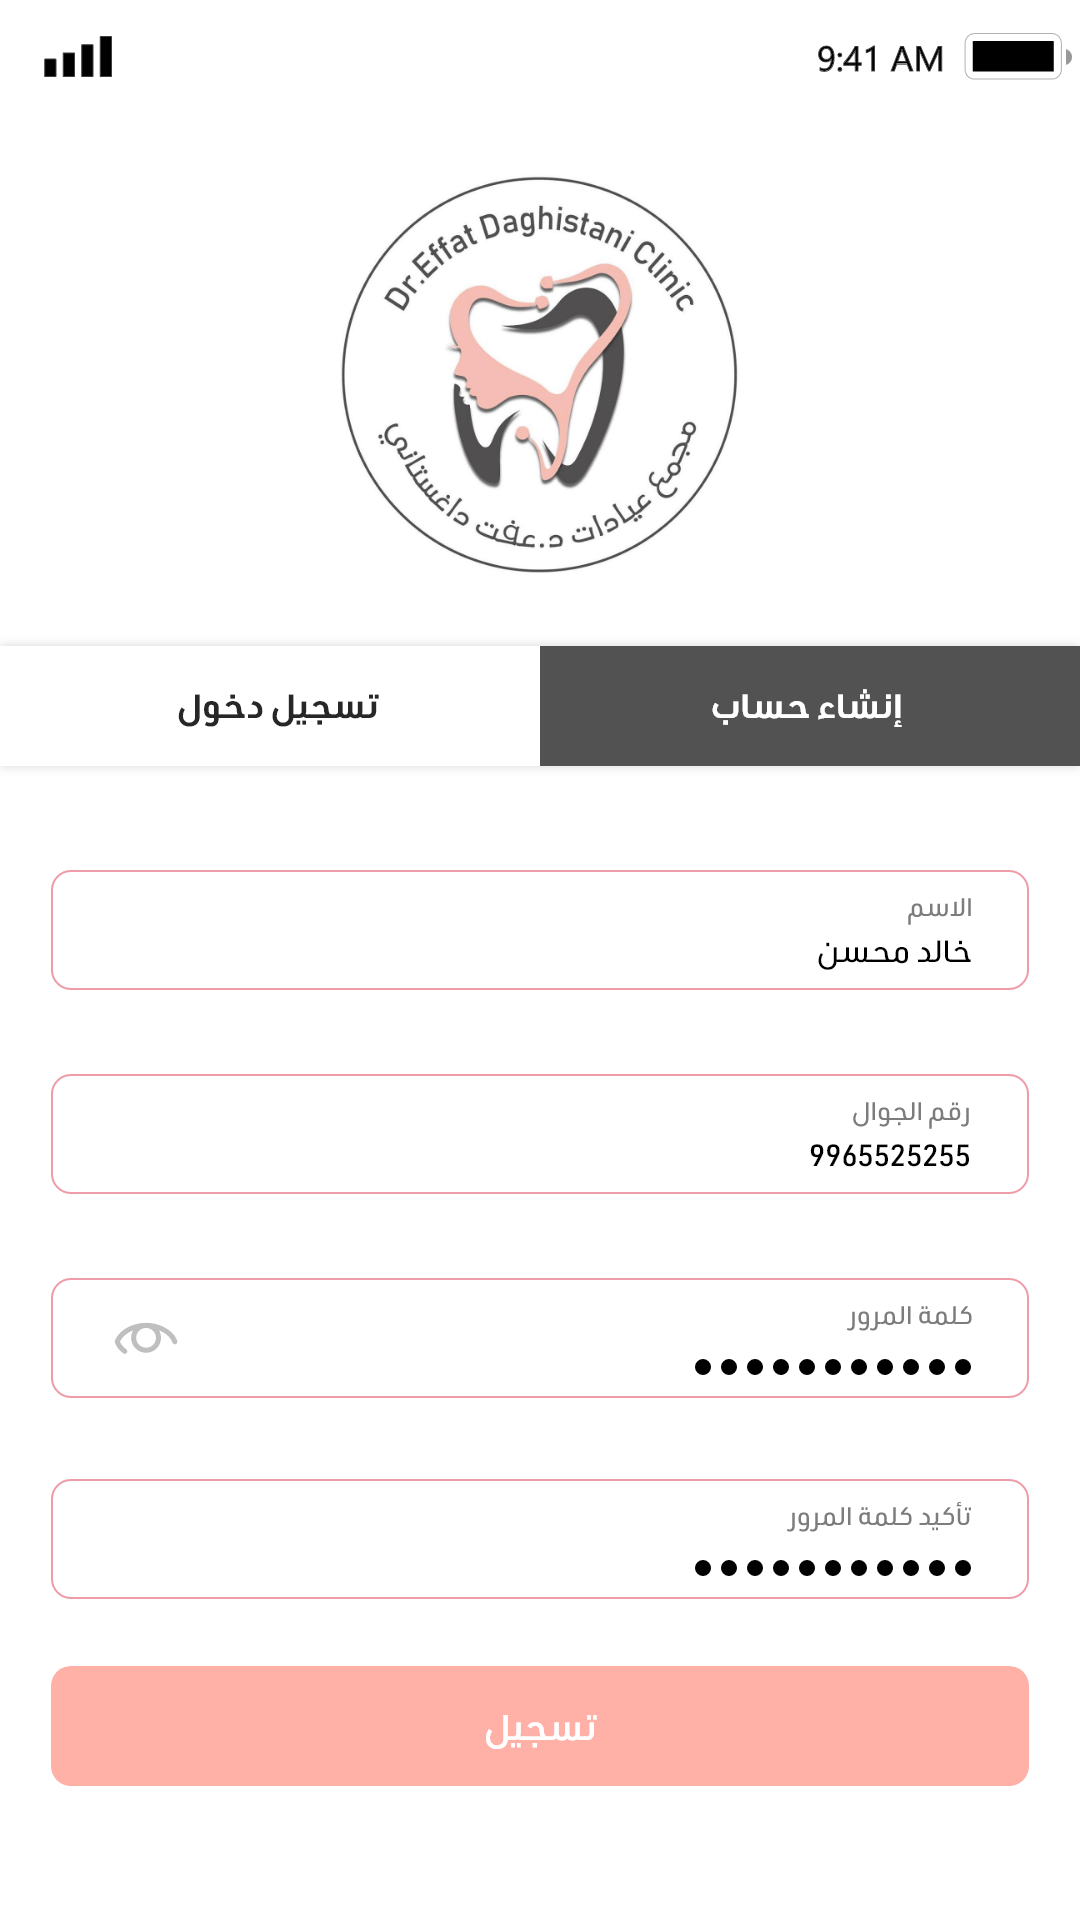 9:41 AM
Dr.Effat Daghistani Clinic
مجمع عيادات د.عفت داغستاني
إنشاء حساب
تسجيل دخول
الاسم
خالد محسن
رقم الجوال
9965525255
كلمة المرور
●●●●●●●●●●●
تأكيد كلمة المرور
●●●●●●●●●●●
تسجيل